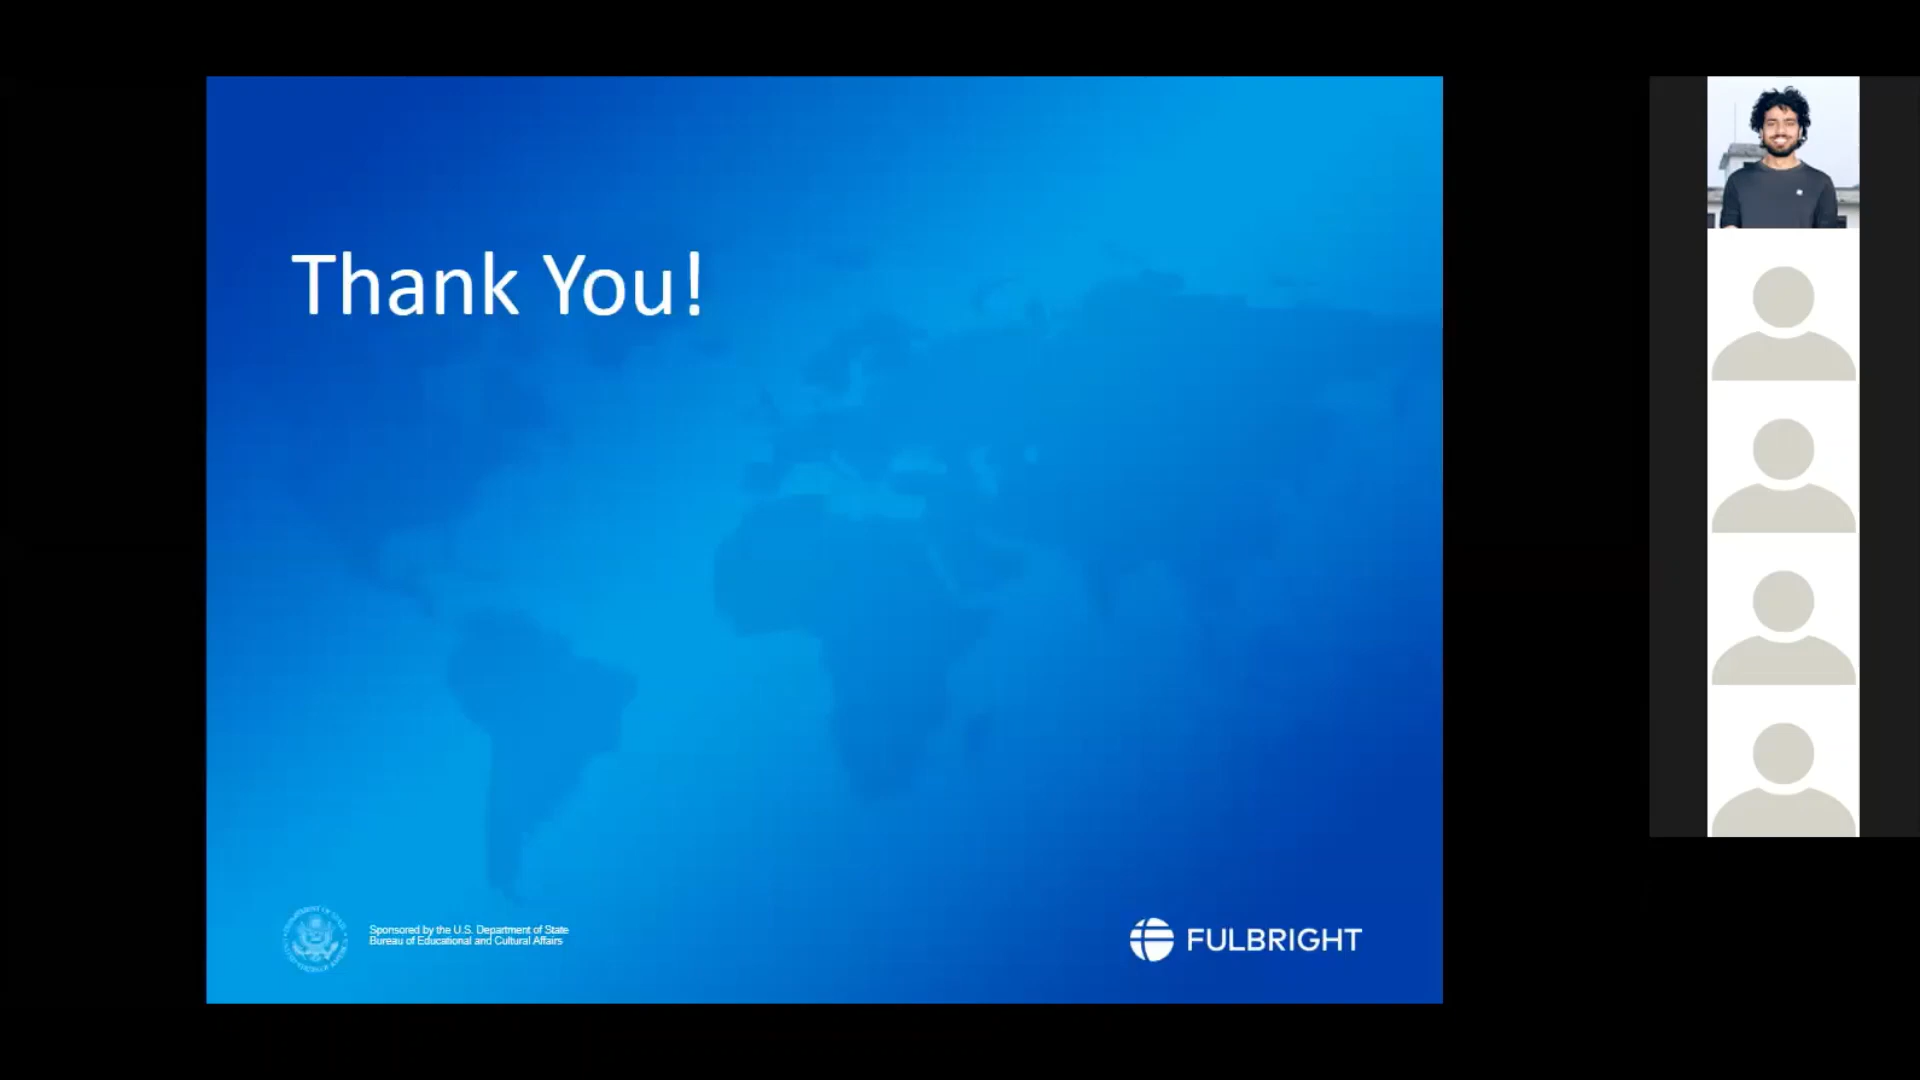 Thank You!
Sponsored by the U.S. Department of State
Bureau of Educational and Cultural Affairs
FULBRIGHT